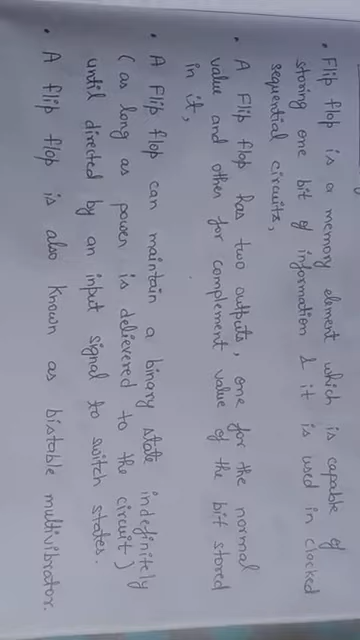 • Flip flop is a memory element which is capable of
storing one bit of information & it is used in clocked
sequential circuits,
• A Flip flop has two outputs, one for the normal
value and other for complement value of the bit stored
in it,
• A Flip flop can maintain a binary state indefinitely
(as long as power is delievered to the circuit)
until directed by an input signal to switch states.
• A flip flop is also known as bistable multivibrator.